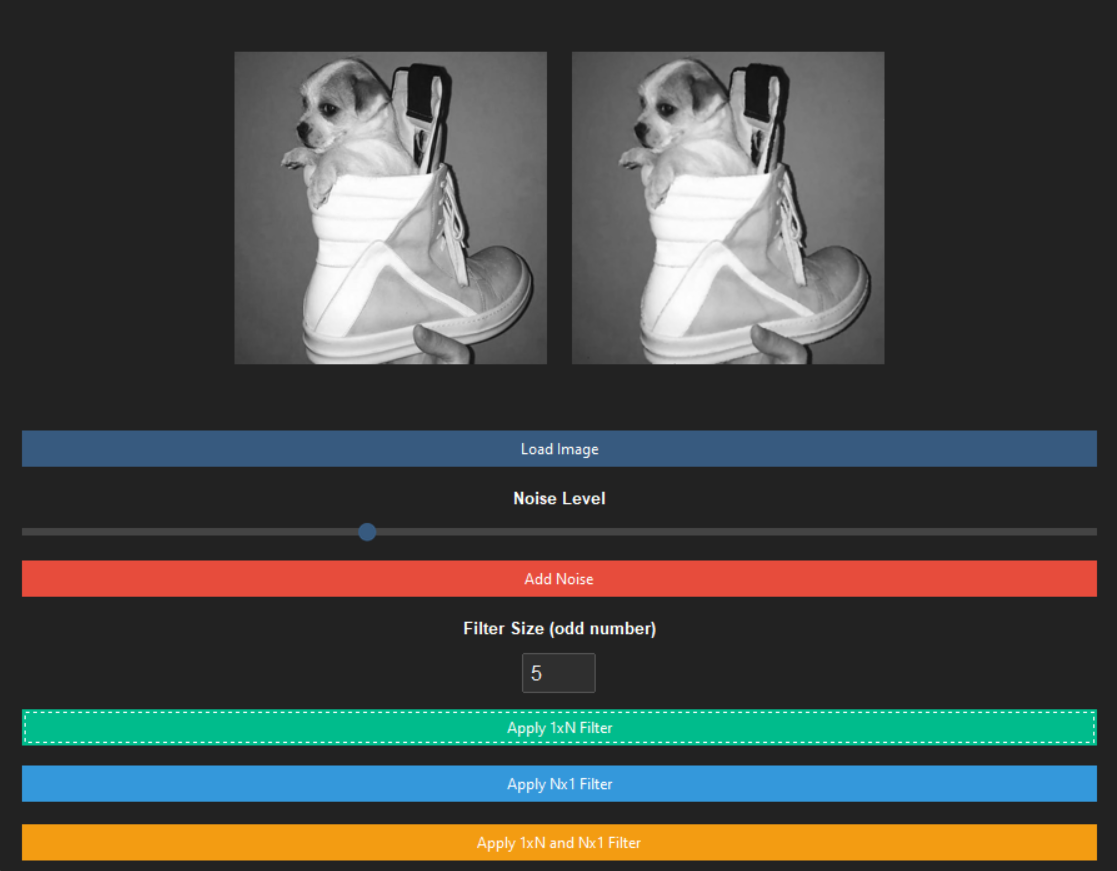 Load Image
Noise Level
Add Noise
Filter Size (odd number)
5
Apply 1xN Filter
Apply Nx1 Filter
Apply 1xN and Nx1 Filter